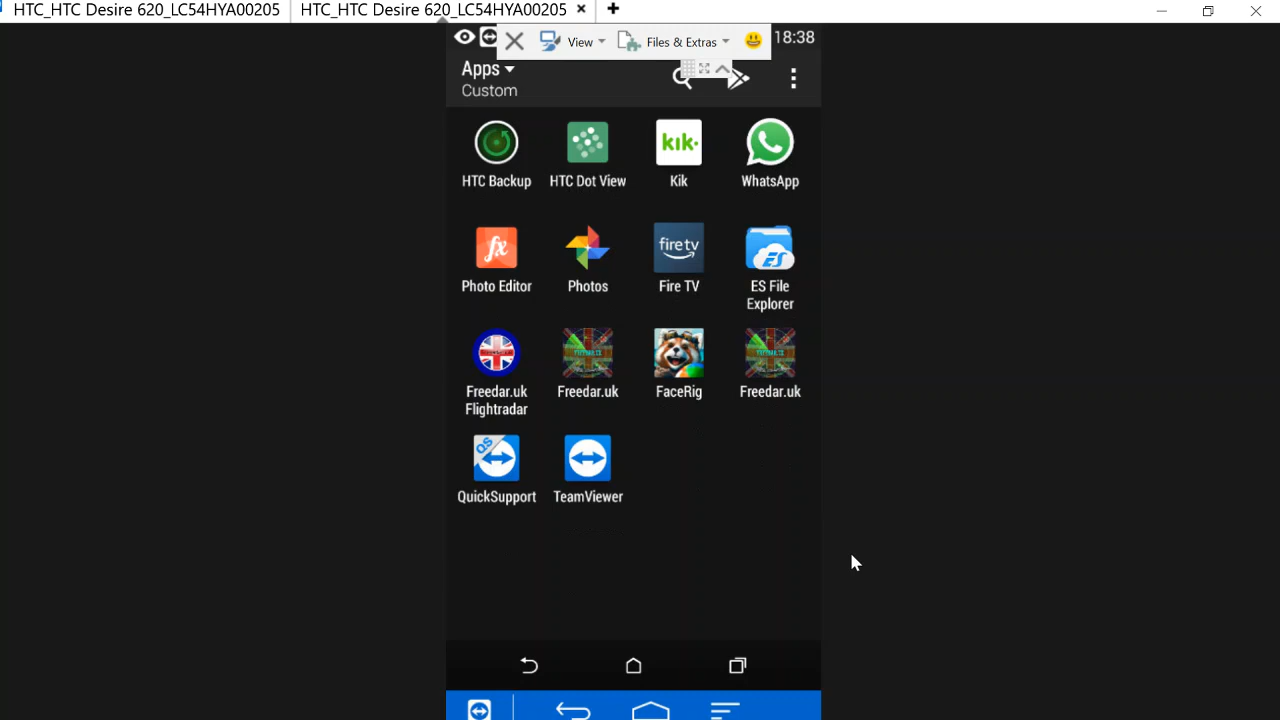 HTC_HTC Desire 620_LC54HYA00205 HTC_HTC Desire 620_LC54HYA00205
View Files & Extras 18:38
Apps
Custom
kik·
HTC Backup HTC Dot View Kik WhatsApp
fx
fire tv
ES
Photo Editor Photos Fire TV ES File
Explorer
Freedar.uk Freedar.uk FaceRig Freedar.uk
Flightradar
QS
QuickSupport TeamViewer